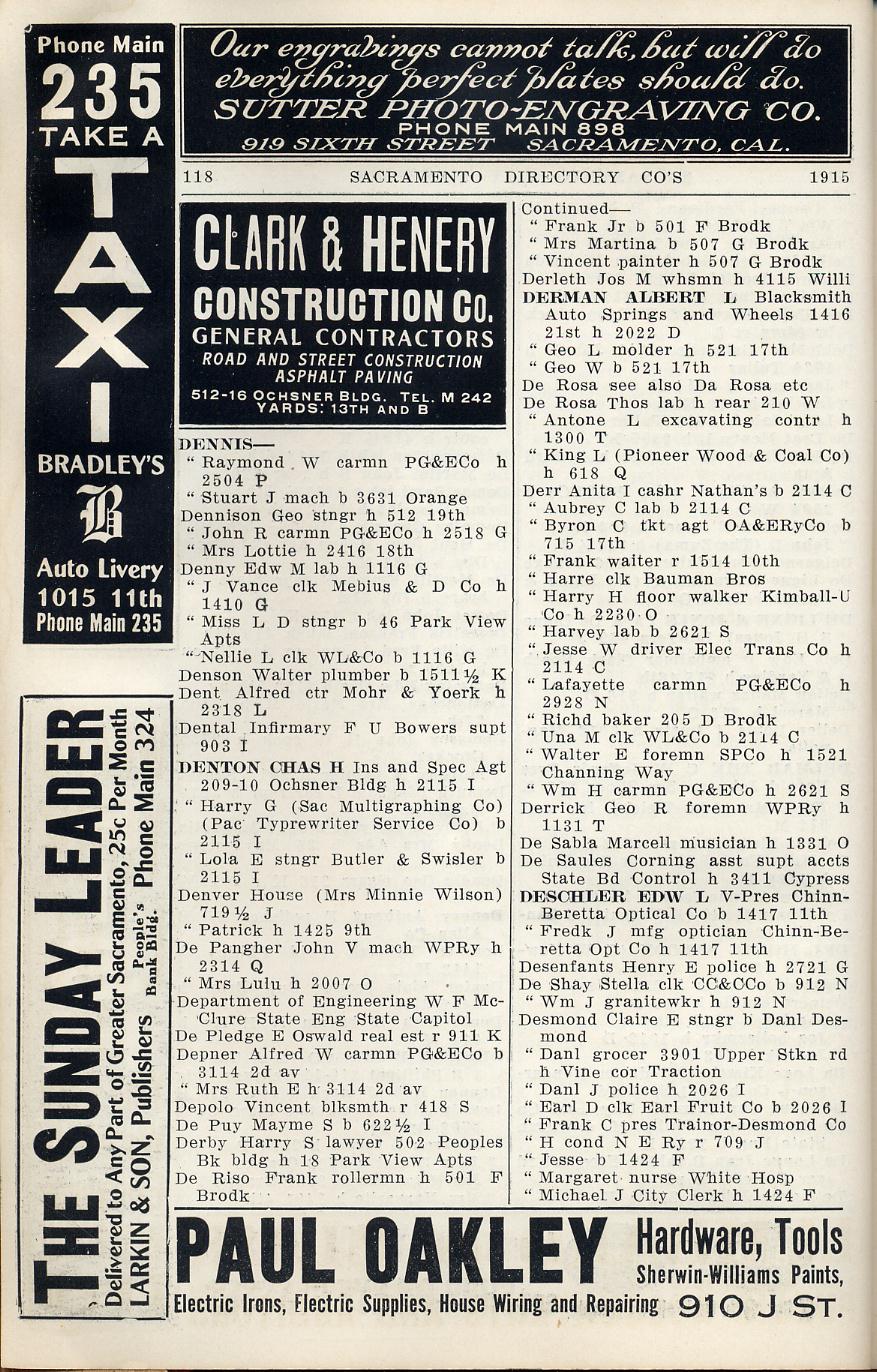 Phone Main
235
TAKE A
TAXI
BRADLEY'S
B
Auto Livery
1015 11th
Phone Main 235
THE SUNDAY LEADER
Delivered to Any Part of Greater Sacramento, 25c Per Month
LARKIN & SON, Publishers People's Bank Bldg. Phone Main 324
Our engravings cannot talk, but will do
everything perfect plates should do.
SUTTER PHOTO-ENGRAVING CO.
PHONE MAIN 898
919 SIXTH STREET SACRAMENTO, CAL.
118 SACRAMENTO DIRECTORY CO'S 1915
CLARK & HENERY
CONSTRUCTION CO.
GENERAL CONTRACTORS
ROAD AND STREET CONSTRUCTION
ASPHALT PAVING
512-16 OCHSNER BLDG. TEL. M 242
YARDS: 13TH AND B
DENNIS—
" Raymond W carmn PG&ECo h
2504 P
" Stuart J mach b 3631 Orange
Dennison Geo stngr h 512 19th
" John R carmn PG&ECo h 2518 G
" Mrs Lottie h 2416 18th
Denny Edw M lab h 1116 G
" J Vance clk Mebius & D Co h
1410 G
" Miss L D stngr b 46 Park View
Apts
" Nellie L clk WL&Co b 1116 G
Denson Walter plumber b 1511½ K
Dent Alfred ctr Mohr & Yoerk h
2318 L
Dental Infirmary F U Bowers supt
903 I
DENTON CHAS H Ins and Spec Agt
209-10 Ochsner Bldg h 2115 I
" Harry G (Sac Multigraphing Co)
(Pac Typrewriter Service Co) b
2115 I
" Lola E stngr Butler & Swisler b
2115 I
Denver House (Mrs Minnie Wilson)
719½ J
" Patrick h 1425 9th
De Pangher John V mach WPRy h
2314 Q
" Mrs Lulu h 2007 O
Department of Engineering W F Mc-
Clure State Eng State Capitol
De Pledge E Oswald real est r 911 K
Depner Alfred W carmn PG&ECo b
3114 2d av
" Mrs Ruth E h 3114 2d av
Depolo Vincent blksmth r 418 S
De Puy Mayme S b 622½ I
Derby Harry S lawyer 502 Peoples
Bk bldg h 18 Park View Apts
De Riso Frank rollermn h 501 F
Brodk
Continued—
" Frank Jr b 501 F Brodk
" Mrs Martina b 507 G Brodk
" Vincent painter h 507 G Brodk
Derleth Jos M whsmn h 4115 Willi
DERMAN ALBERT L Blacksmith
Auto Springs and Wheels 1416
21st h 2022 D
" Geo L molder h 521 17th
" Geo W b 521 17th
De Rosa see also Da Rosa etc
De Rosa Thos lab h rear 210 W
" Antone L excavating contr h
1300 T
" King L (Pioneer Wood & Coal Co)
h 618 Q
Derr Anita I cashr Nathan's b 2114 C
" Aubrey C lab b 2114 C
" Byron C tkt agt OA&ERyCo b
715 17th
" Frank waiter r 1514 10th
" Harre clk Bauman Bros
" Harry H floor walker Kimball-U
Co h 2230 O
" Harvey lab b 2621 S
" Jesse W driver Elec Trans Co h
2114 C
" Lafayette carmn PG&ECo h
2928 N
" Richd baker 205 D Brodk
" Una M clk WL&Co b 2114 C
" Walter E foremn SPCo h 1521
Channing Way
" Wm H carmn PG&ECo h 2621 S
Derrick Geo R foremn WPRy h
1131 T
De Sabla Marcell musician h 1331 O
De Saules Corning asst supt accts
State Bd Control h 3411 Cypress
DESCHLER EDW L V-Pres Chinn-
Beretta Optical Co b 1417 11th
" Fredk J mfg optician Chinn-Be-
retta Opt Co h 1417 11th
Desenfants Henry E police h 2721 G
De Shay Stella clk CC&CCo b 912 N
" Wm J granitewkr h 912 N
Desmond Claire E stngr b Danl Des-
mond
" Danl grocer 3901 Upper Stkn rd
h Vine cor Traction
" Danl J police h 2026 I
" Earl D clk Earl Fruit Co b 2026 I
" Frank C pres Trainor-Desmond Co
" H cond N E Ry r 709 J
" Jesse b 1424 F
" Margaret nurse White Hosp
" Michael J City Clerk h 1424 F
PAUL OAKLEY Hardware, Tools
Sherwin-Williams Paints,
Electric Irons, Electric Supplies, House Wiring and Repairing 910 J ST.